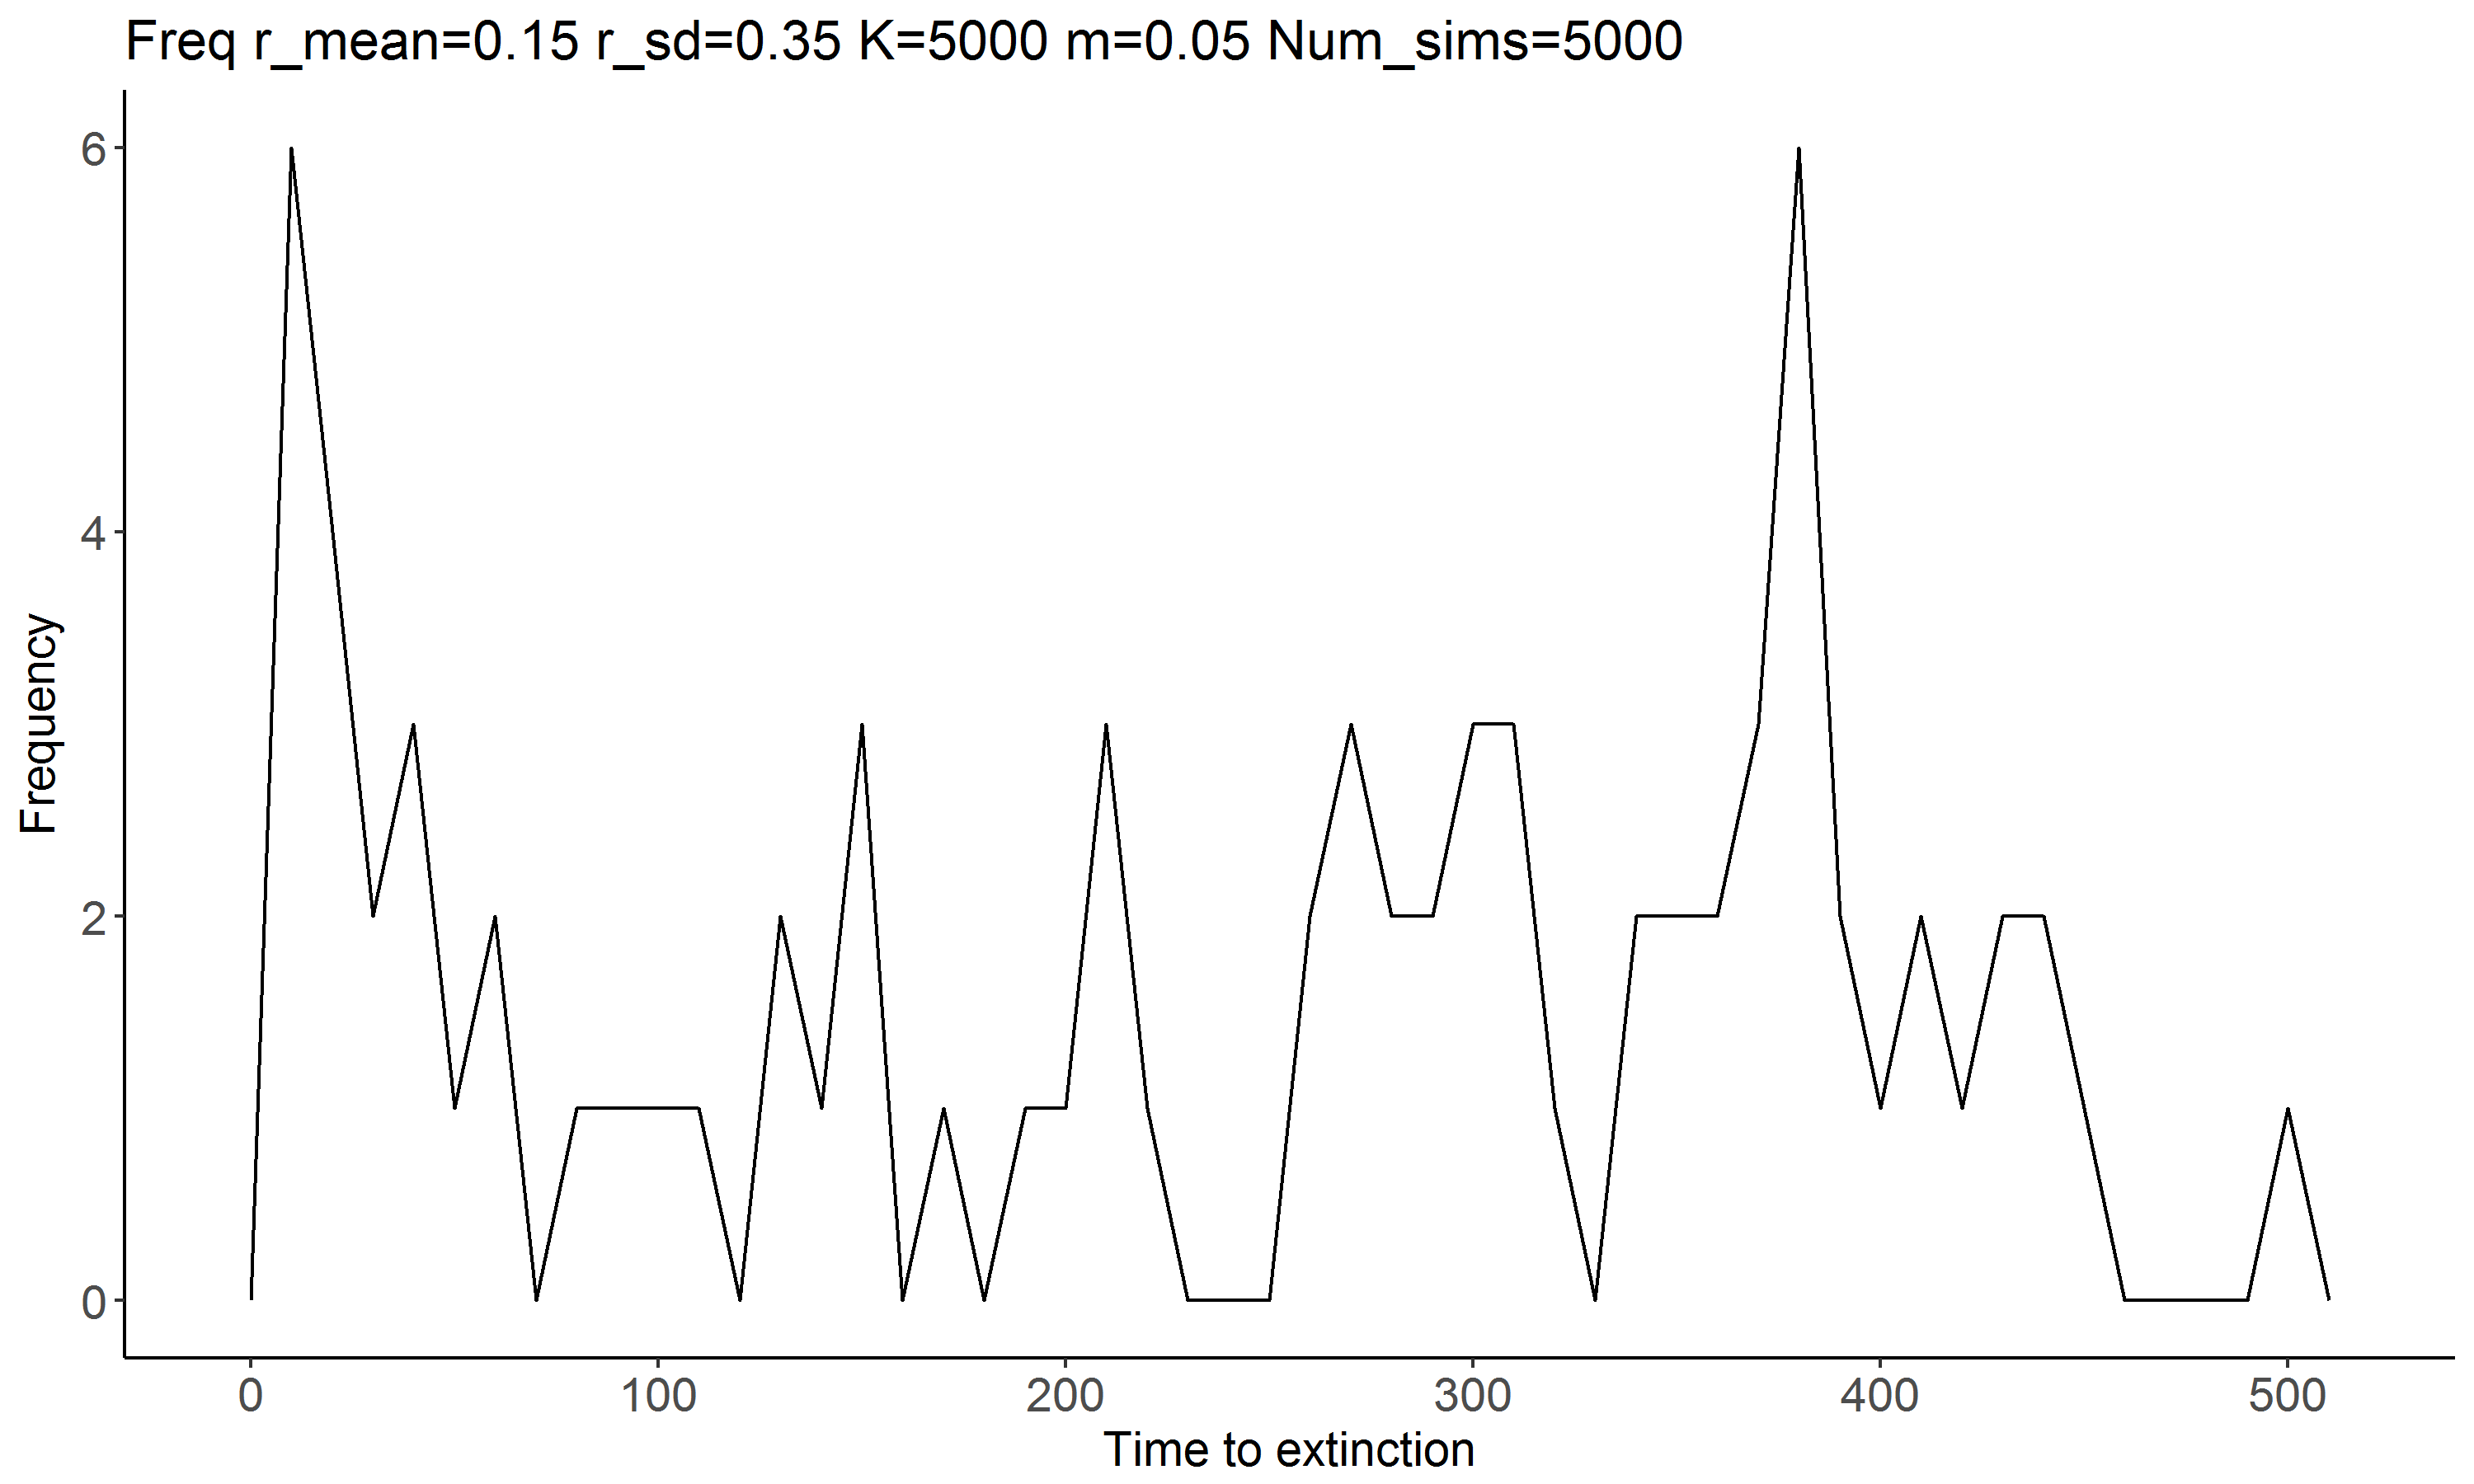 Freq r_mean=0.15 r_sd=0.35 K=5000 m=0.05 Num_sims=5000
6
4
2
0
Frequency
0 100 200 300 400 500
Time to extinction